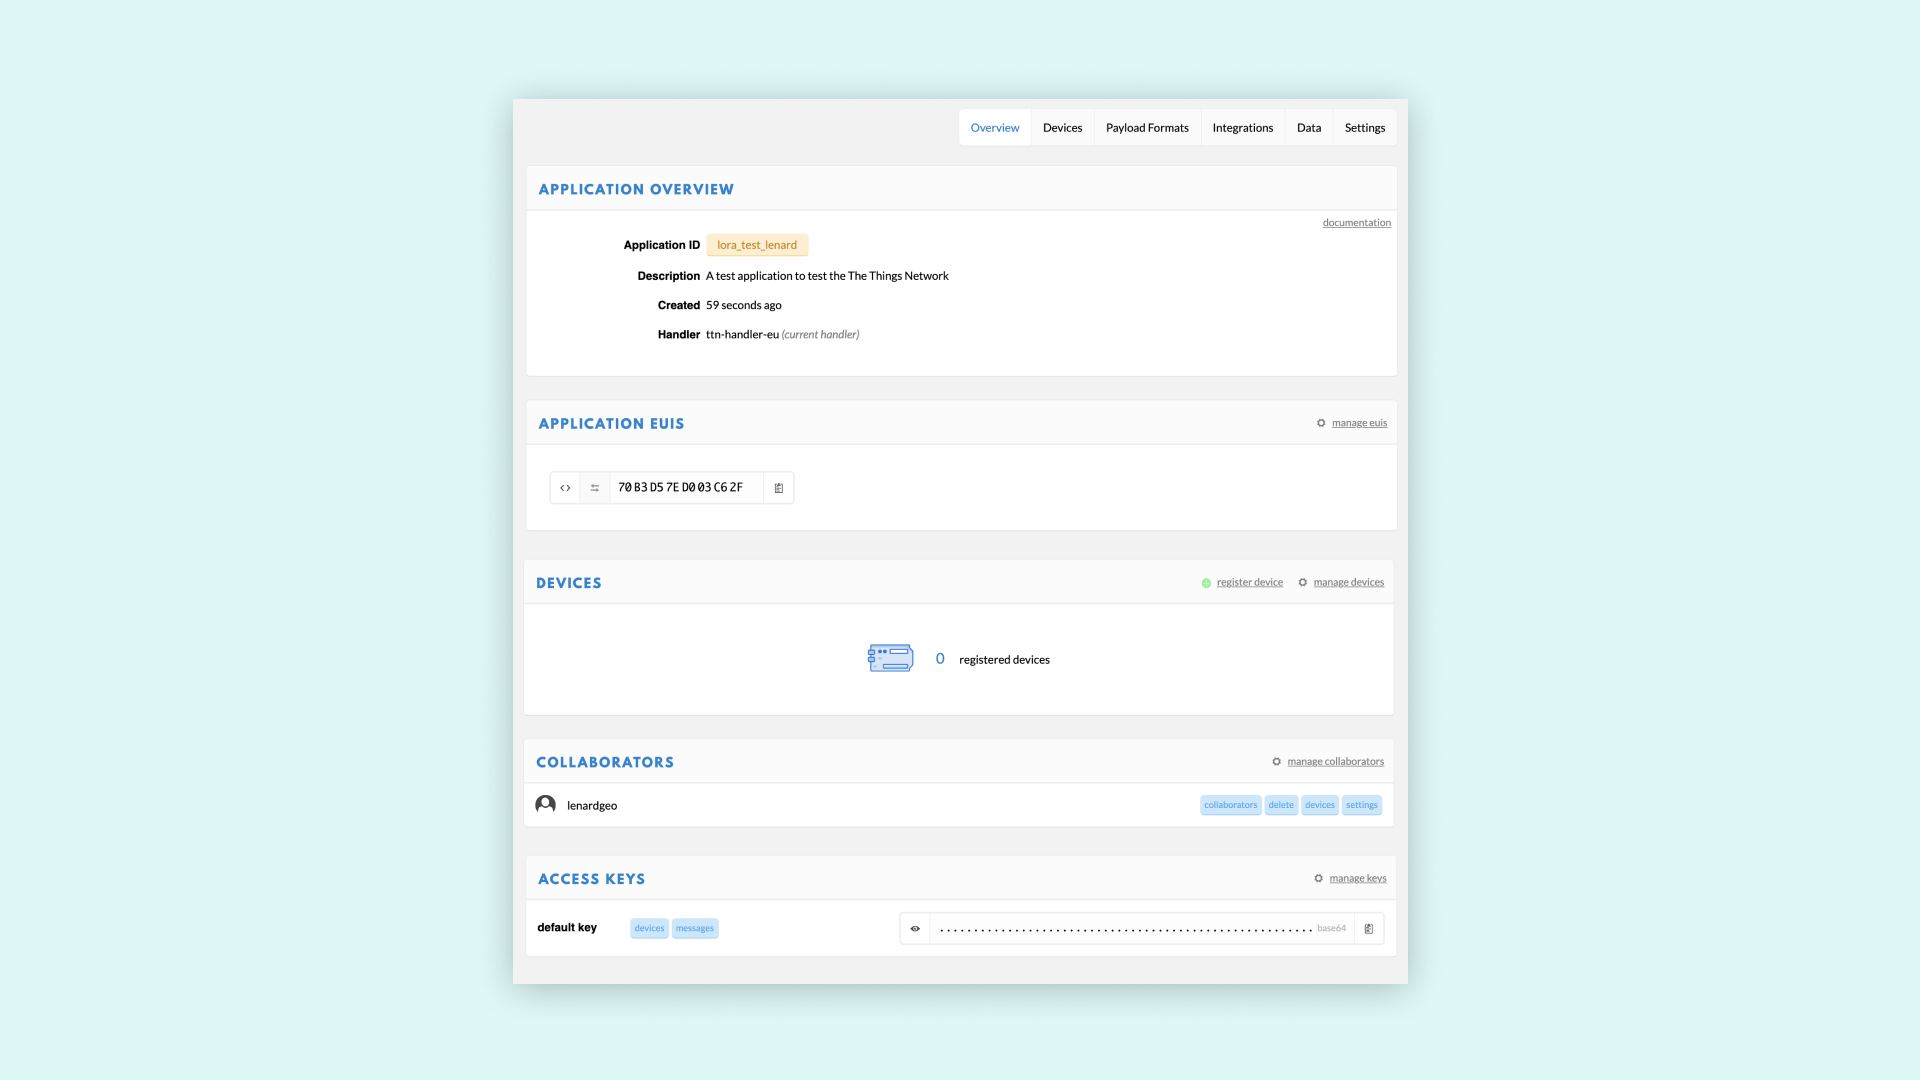 Overview Devices Payload Formats Integrations Data Settings
APPLICATION OVERVIEW
documentation
Application ID lora_test_lenard
Description A test application to test the The Things Network
Created 59 seconds ago
Handler ttn-handler-eu (current handler)
APPLICATION EUIS manage euis
<> 70 B3 D5 7E D0 03 C6 2F
DEVICES register device manage devices
0 registered devices
COLLABORATORS manage collaborators
lenardgeo collaborators delete devices settings
ACCESS KEYS manage keys
default key devices messages base64